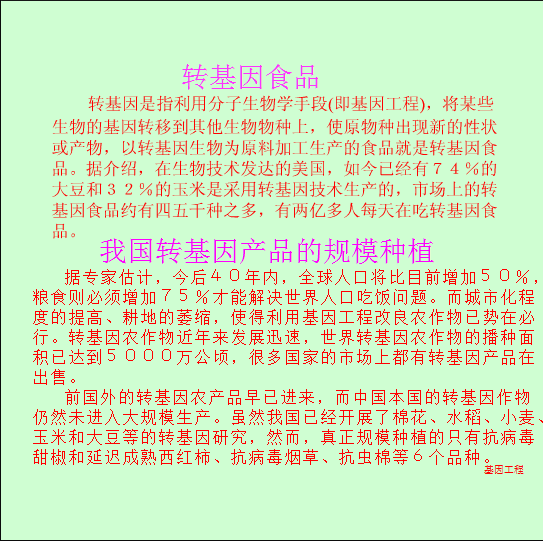 转基因食品
转基因是指利用分子生物学手段(即基因工程)，将某些
生物的基因转移到其他生物物种上，使原物种出现新的性状
或产物，以转基因生物为原料加工生产的食品就是转基因食
品。据介绍，在生物技术发达的美国，如今已经有７４％的
大豆和３２％的玉米是采用转基因技术生产的，市场上的转
基因食品约有四五千种之多，有两亿多人每天在吃转基因食
品。
我国转基因产品的规模种植
据专家估计，今后４０年内，全球人口将比目前增加５０％，
粮食则必须增加７５％才能解决世界人口吃饭问题。而城市化程
度的提高、耕地的萎缩，使得利用基因工程改良农作物已势在必
行。转基因农作物近年来发展迅速，世界转基因农作物的播种面
积已达到５０００万公顷，很多国家的市场上都有转基因产品在
出售。
前国外的转基因农产品早已进来，而中国本国的转基因作物
仍然未进入大规模生产。虽然我国已经开展了棉花、水稻、小麦、
玉米和大豆等的转基因研究，然而，真正规模种植的只有抗病毒
甜椒和延迟成熟西红柿、抗病毒烟草、抗虫棉等６个品种。
基因工程